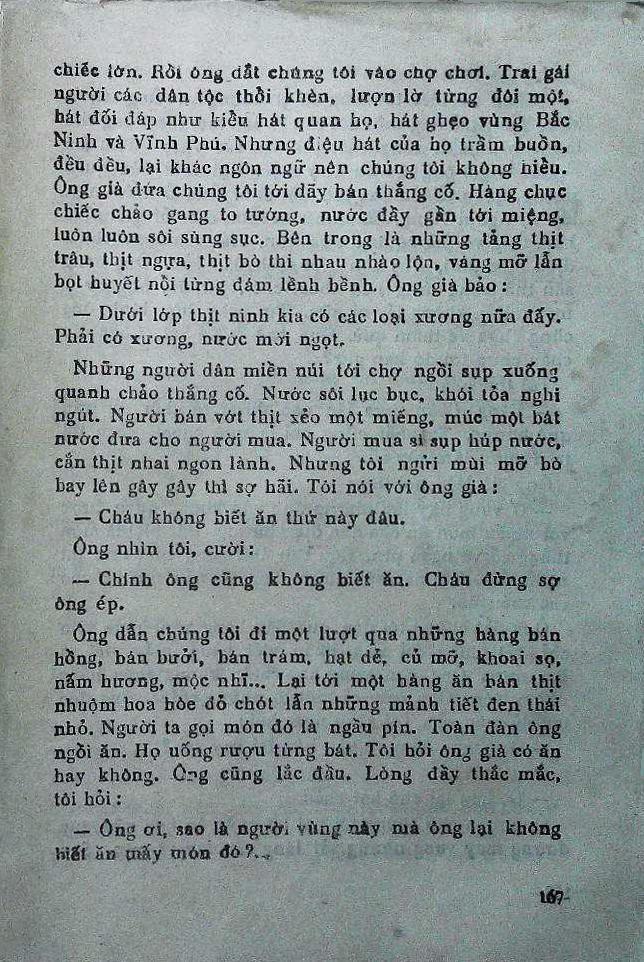 chiếc lớn. Rồi ông dắt chúng tôi vào chợ chơi. Trai gái
người các dân tộc thổi khèn, lượn lờ từng đôi một,
hát đối đáp như kiểu hát quan họ, hát ghẹo vùng Bắc
Ninh và Vĩnh Phú. Nhưng điệu hát của họ trầm buồn,
đều đều, lại khác ngôn ngữ nên chúng tôi không hiểu.
Ông già đưa chúng tôi tới dãy bán thắng cố. Hàng chục
chiếc chảo gang to tướng, nước đầy gần tới miệng,
luôn luôn sôi sùng sục. Bên trong là những tảng thịt
trâu, thịt ngựa, thịt bò thi nhau nhào lộn, váng mỡ lẫn
bọt huyết nổi từng đám lềnh bềnh. Ông già bảo :
— Dưới lớp thịt ninh kia có các loại xương nữa đấy.
Phải có xương, nước mới ngọt.
Những người dân miền núi tới chợ ngồi sụp xuống
quanh chảo thắng cố. Nước sôi lục bục, khói tỏa nghi
ngút. Người bán vớt thịt xẻo một miếng, múc một bát
nước đưa cho người mua. Người mua sì sụp húp nước,
cắn thịt nhai ngon lành. Nhưng tôi ngửi mùi mỡ bò
bay lên gây gây thì sợ hãi. Tôi nói với ông già :
— Cháu không biết ăn thứ này đâu.
Ông nhìn tôi, cười :
— Chính ông cũng không biết ăn. Cháu đừng sợ
ông ép.
Ông dẫn chúng tôi đi một lượt qua những hàng bán
hồng, bán bưởi, bán trám, hạt dẻ, củ mỡ, khoai sọ,
nấm hương, mộc nhĩ... Lại tới một hàng ăn bán thịt
nhuộm hoa hòe đỏ chót lẫn những mảnh tiết đen thái
nhỏ. Người ta gọi món đó là ngầu pín. Toàn đàn ông
ngồi ăn. Họ uống rượu từng bát. Tôi hỏi ông già có ăn
hay không. Ông cũng lắc đầu. Lòng đầy thắc mắc,
tôi hỏi :
— Ông ơi, sao là người vùng này mà ông lại không
biết ăn mấy món đó ?...
167